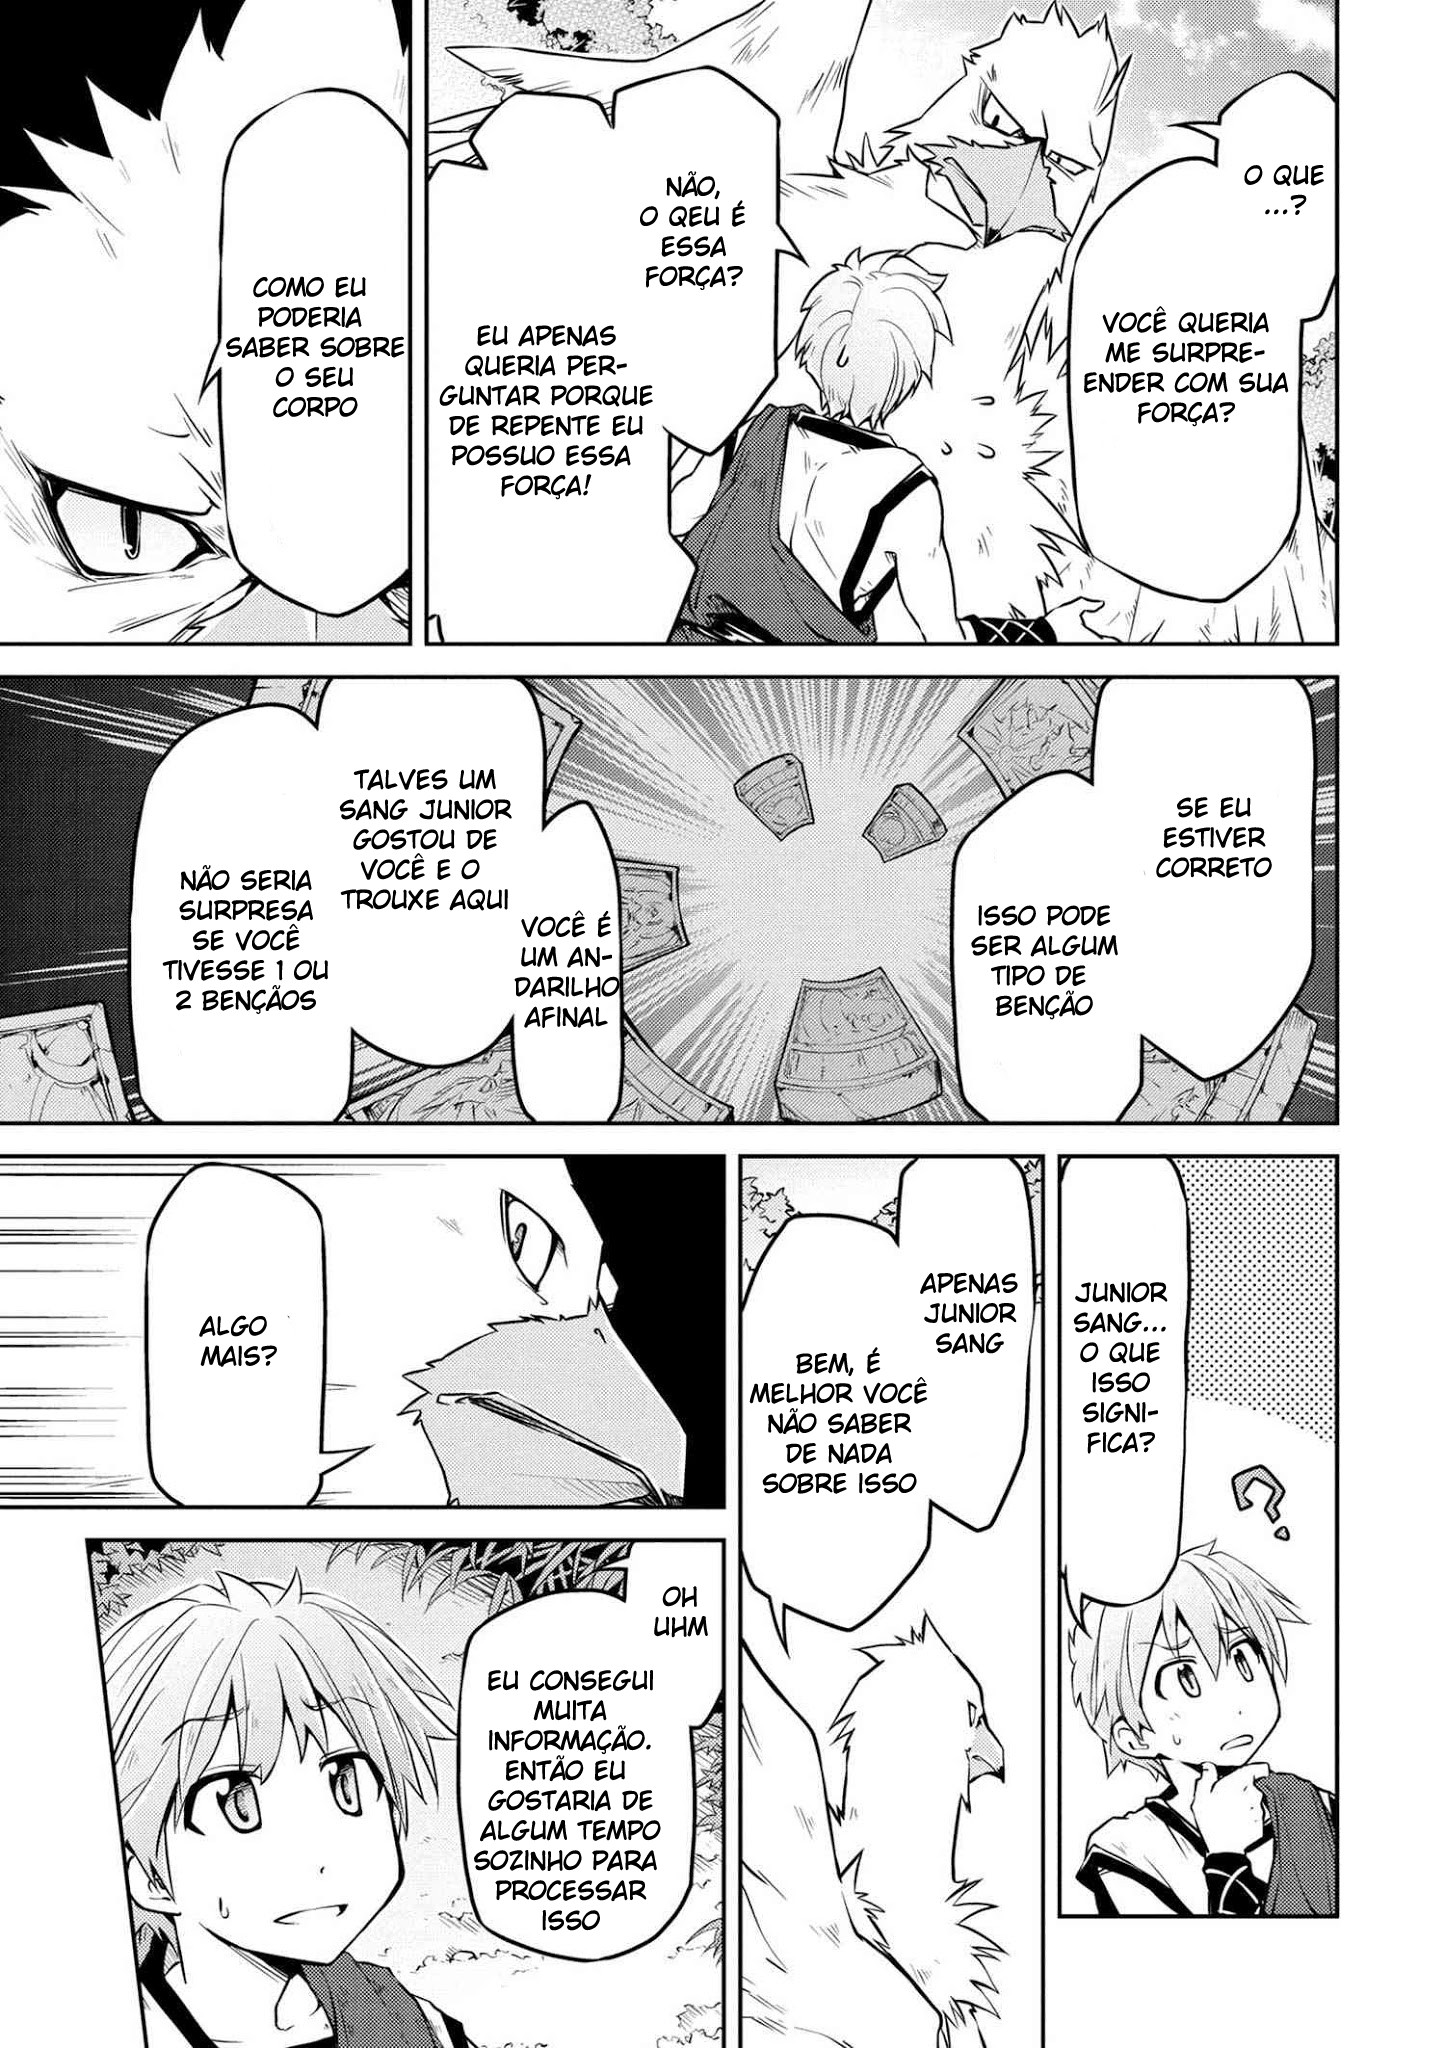 O QUE
...?
VOCÊ QUERIA
ME SURPRE-
ENDER COM SUA
FORÇA?
NÃO,
O QEU É
ESSA
FORÇA?
EU APENAS
QUERIA PER-
GUNTAR PORQUE
DE REPENTE EU
POSSUO ESSA
FORÇA!
COMO EU
PODERIA
SABER SOBRE
O SEU
CORPO
SE EU
ESTIVER
CORRETO
ISSO PODE
SER ALGUM
TIPO DE
BENÇÃO
VOCÊ É
UM AN-
DARILHO
AFINAL
TALVES UM
SANG JUNIOR
GOSTOU DE
VOCÊ E O
TROUXE AQUI
NÃO SERIA
SURPRESA
SE VOCÊ
TIVESSE 1 OU
2 BENÇÃOS
JUNIOR
SANG...
O QUE
ISSO
SIGNI-
FICA?
APENAS
JUNIOR
SANG
BEM, É
MELHOR VOCÊ
NÃO SABER
DE NADA
SOBRE ISSO
ALGO
MAIS?
OH
UHM
EU CONSEGUI
MUITA
INFORMAÇÃO.
ENTÃO EU
GOSTARIA DE
ALGUM TEMPO
SOZINHO PARA
PROCESSAR
ISSO